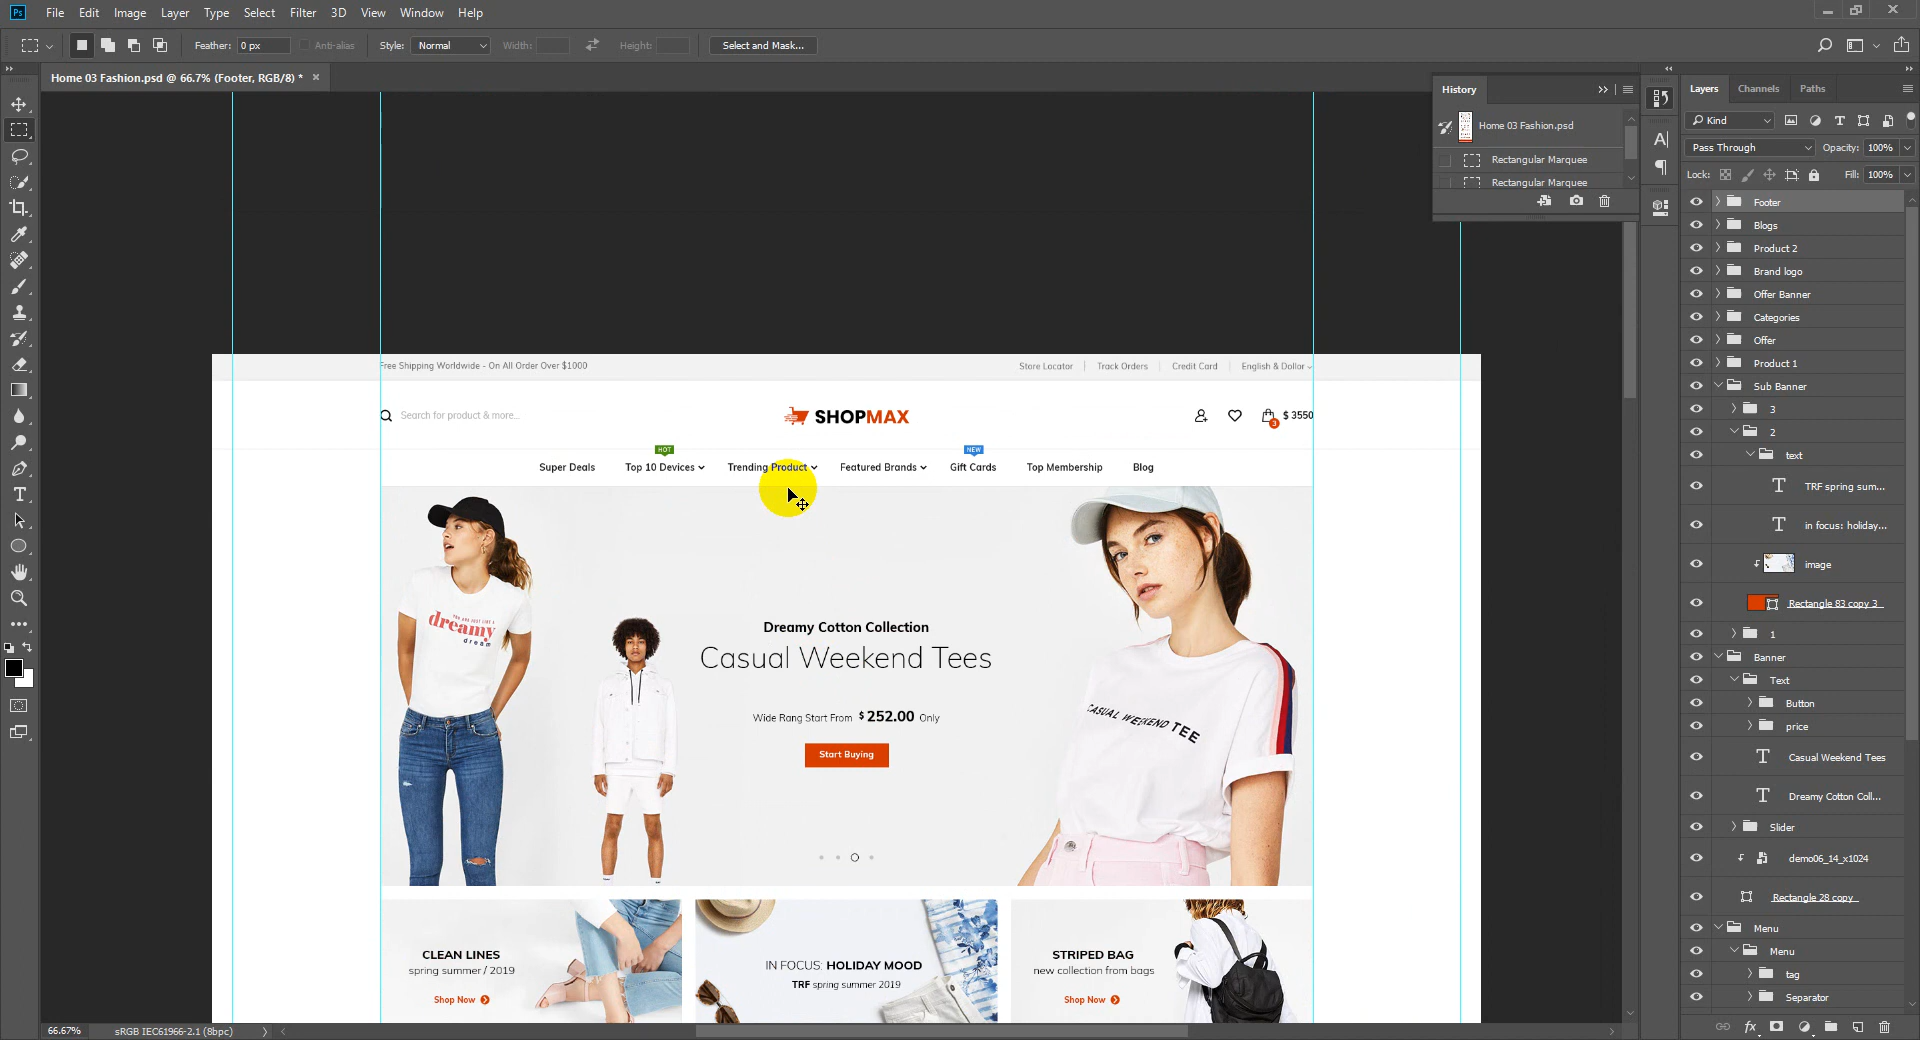 Ps File Edit Image Layer Type Select Filter 3D View Window Help
Feather: 0 px Anti-alias Style: Normal Width: Height: Select and Mask...
Home 03 Fashion.psd @ 66.7% (Footer, RGB/8) * ×
History
Home 03 Fashion.psd
Rectangular Marquee
Rectangular Marquee
Layers Channels Paths
Kind
Pass Through Opacity: 100%
Lock: Fill: 100%
Footer
Blogs
Product 2
Brand logo
Offer Banner
Categories
Offer
Product 1
Sub Banner
3
2
text
TRF spring sum...
in focus: holiday...
image
Rectangle 83 copy 3
1
Banner
Text
Button
price
Casual Weekend Tees
Dreamy Cotton Coll...
Slider
demo06_14_x1024
Rectangle 28 copy
Menu
Menu
tag
Separator
Free Shipping Worldwide - On All Order Over $1000
Store Locator Track Orders Credit Card English & Dollor
Search for product & more...
SHOPMAX
3
$ 3550
HOT
NEW
Super Deals Top 10 Devices Trending Product Featured Brands Gift Cards Top Membership Blog
YOU ARE JUST LIKE A
dreamy
dream
Dreamy Cotton Collection
Casual Weekend Tees
Wide Rang Start From $ 252.00 Only
Start Buying
CASUAL WEEKEND TEE
CLEAN LINES
spring summer / 2019
Shop Now
IN FOCUS: HOLIDAY MOOD
TRF spring summer 2019
STRIPED BAG
new collection from bags
Shop Now
66.67% sRGB IEC61966-2.1 (8bpc)